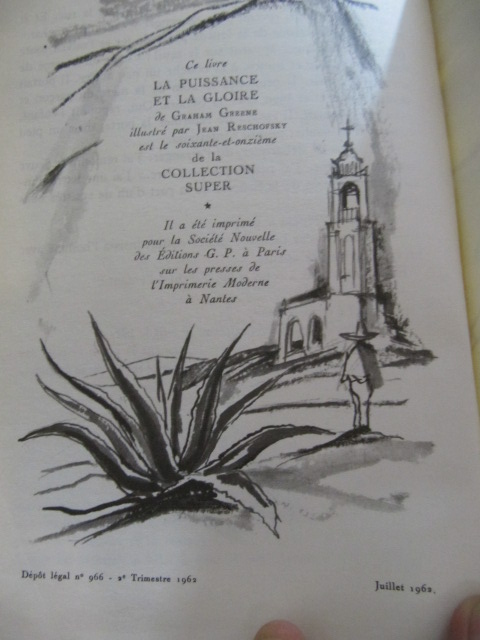 Ce livre
LA PUISSANCE
ET LA GLOIRE
de GRAHAM GREENE
illustré par JEAN RESCHOFSKY
est le soixante-et-onzième
de la
COLLECTION
SUPER
★
Il a été imprimé
pour la Société Nouvelle
des Éditions G. P. à Paris
sur les presses de
l'Imprimerie Moderne
à Nantes
Dépôt légal n° 966 - 2e Trimestre 1962
Juillet 1962.